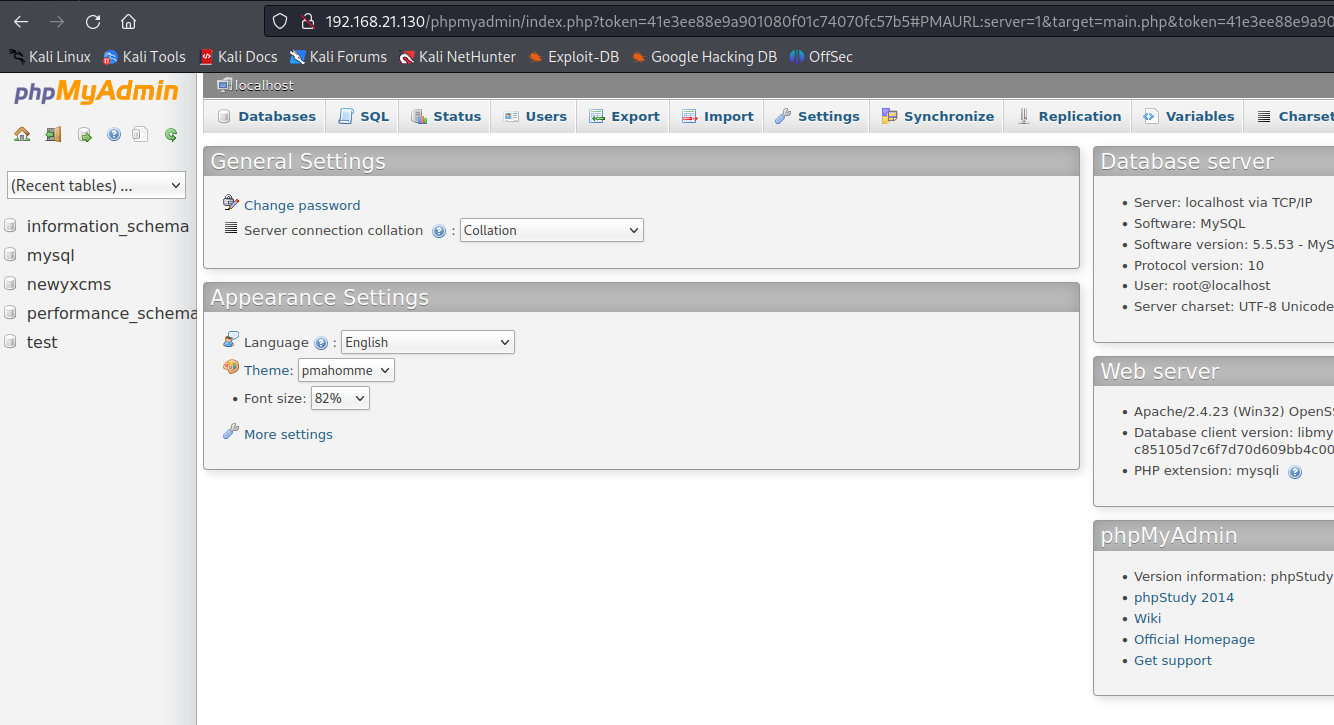 192.168.21.130/phpmyadmin/index.php?token=41e3ee88e9a901080f01c74070fc57b5#PMAURL:server=1&target=main.php&token=41e3ee88e9a90
Kali Linux Kali Tools Kali Docs Kali Forums Kali NetHunter Exploit-DB Google Hacking DB OffSec
phpMyAdmin
(Recent tables) ...
information_schema
mysql
newyxcms
performance_schema
test
localhost
Databases SQL Status Users Export Import Settings Synchronize Replication Variables Charset
General Settings
Change password
Server connection collation : Collation
Appearance Settings
Language : English
Theme: pmahomme
• Font size: 82%
More settings
Database server
• Server: localhost via TCP/IP
• Software: MySQL
• Software version: 5.5.53 - MyS
• Protocol version: 10
• User: root@localhost
• Server charset: UTF-8 Unicode
Web server
• Apache/2.4.23 (Win32) OpenS
• Database client version: libmy
c85105d7c6f7d70d609bb4c00
• PHP extension: mysqli
phpMyAdmin
• Version information: phpStudy
• phpStudy 2014
• Wiki
• Official Homepage
• Get support